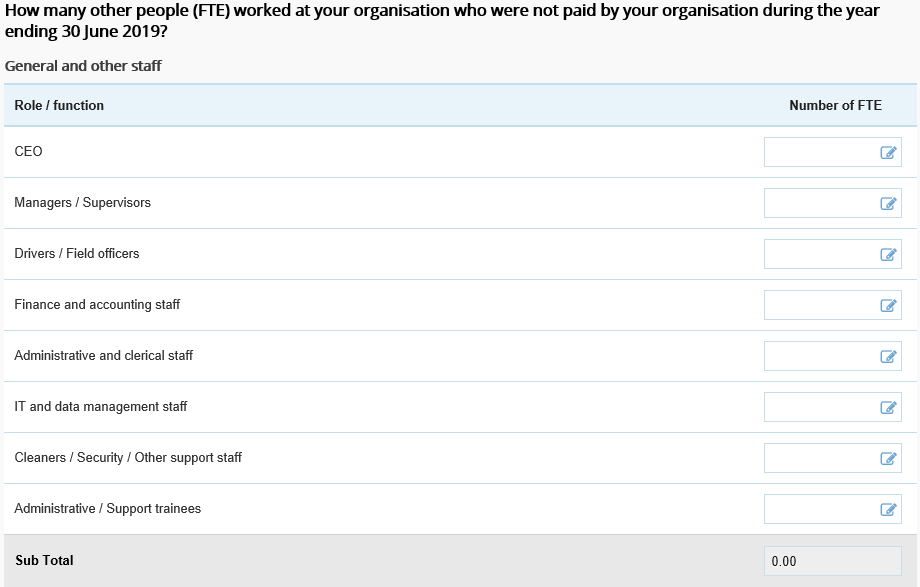 How many other people (FTE) worked at your organisation who were not paid by your organisation during the year
ending 30 June 2019?
General and other staff
Role / function Number of FTE
CEO
Managers / Supervisors
Drivers / Field officers
Finance and accounting staff
Administrative and clerical staff
IT and data management staff
Cleaners / Security / Other support staff
Administrative / Support trainees
Sub Total 0.00